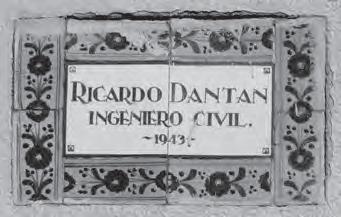 RICARDO DANTAN
INGENIERO CIVIL.
~1943~